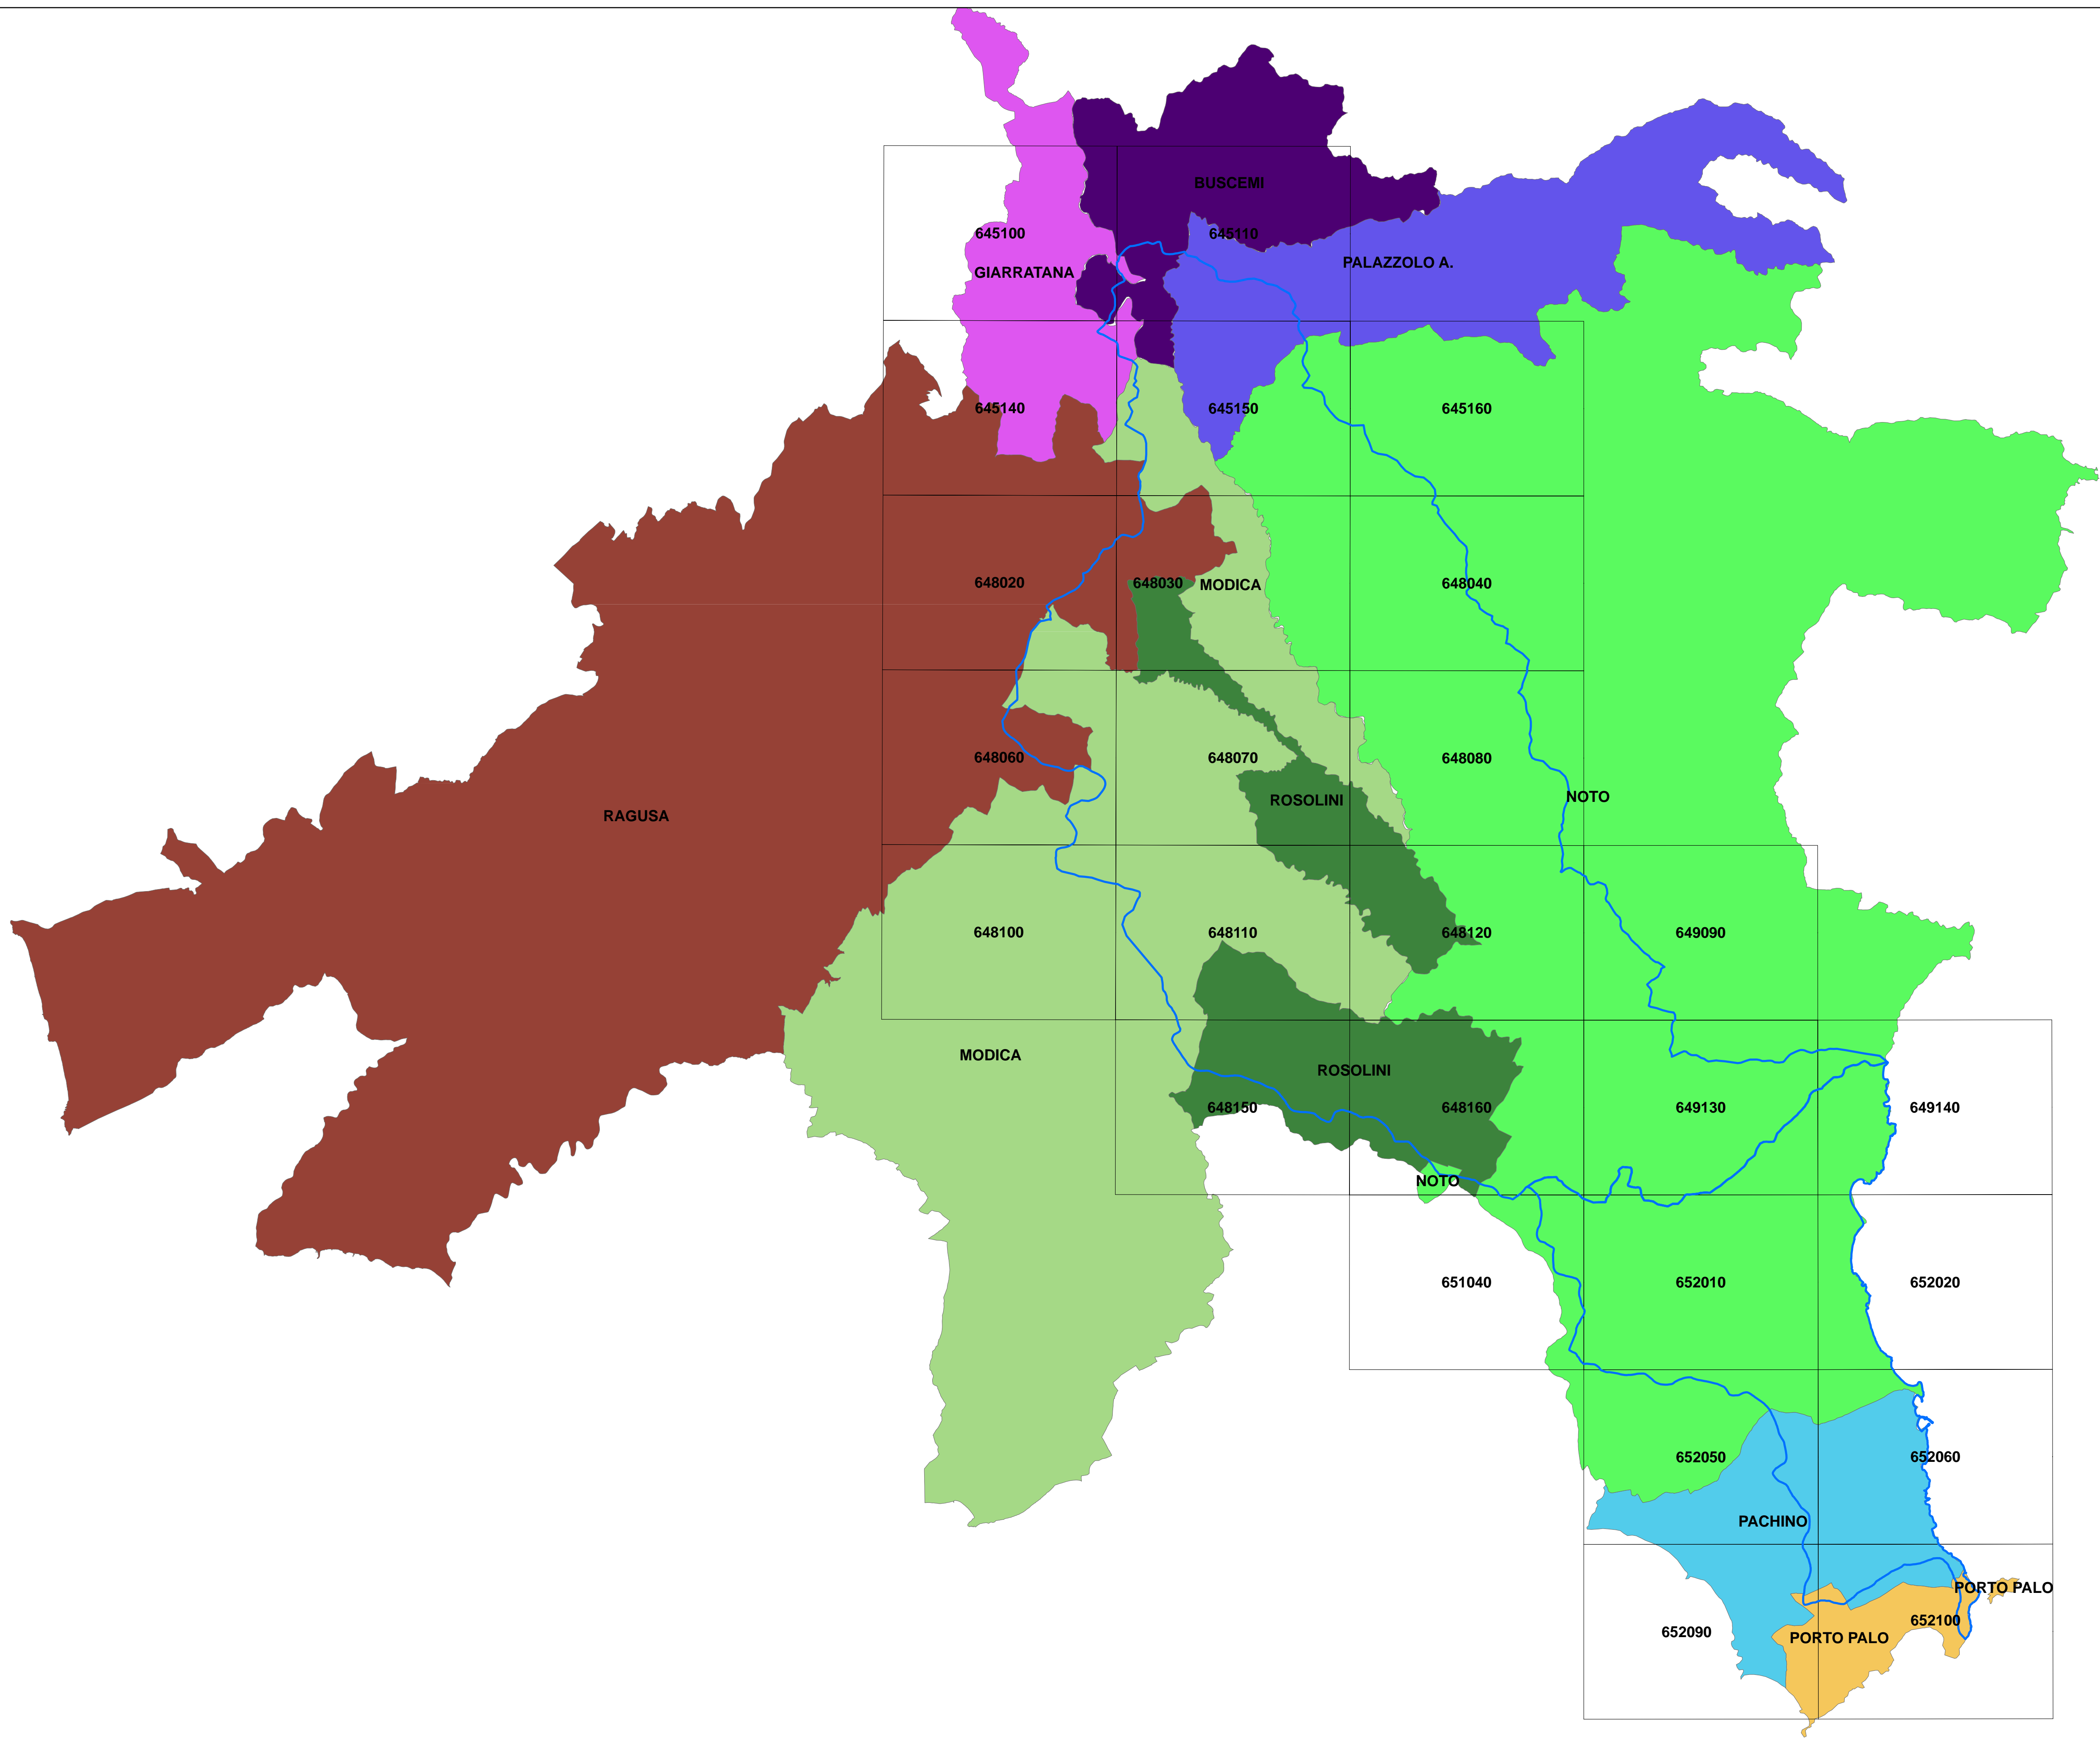 BUSCEMI
645100
645110
PALAZZOLO A.
GIARRATANA
645140
645150
645160
648020
648030
MODICA
648040
648060
648070
648080
NOTO
ROSOLINI
RAGUSA
648100
648110
648120
649090
MODICA
ROSOLINI
648150
648160
649130
649140
NOTO
651040
652010
652020
652050
652060
PACHINO
PORTO PALO
652100
652090
PORTO PALO